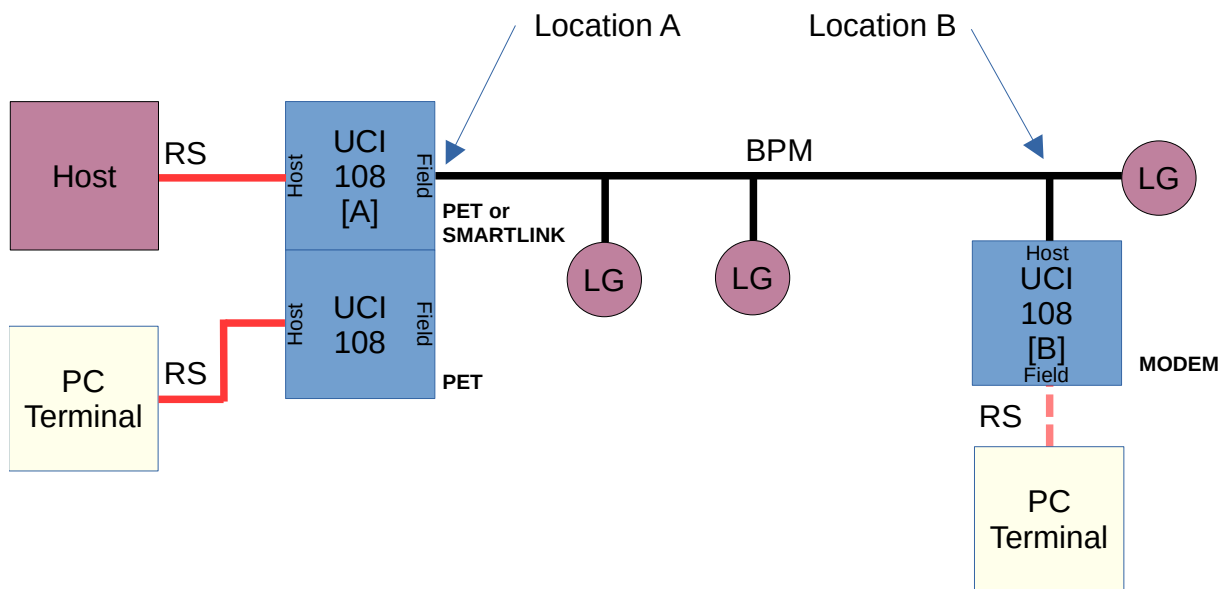 Location A
Location B
Host
RS
Host
UCI
108
[A]
Field
PET or
SMARTLINK
BPM
LG
LG
LG
PC
Terminal
RS
Host
UCI
108
Field
PET
Host
UCI
108
[B]
Field
MODEM
RS
PC
Terminal